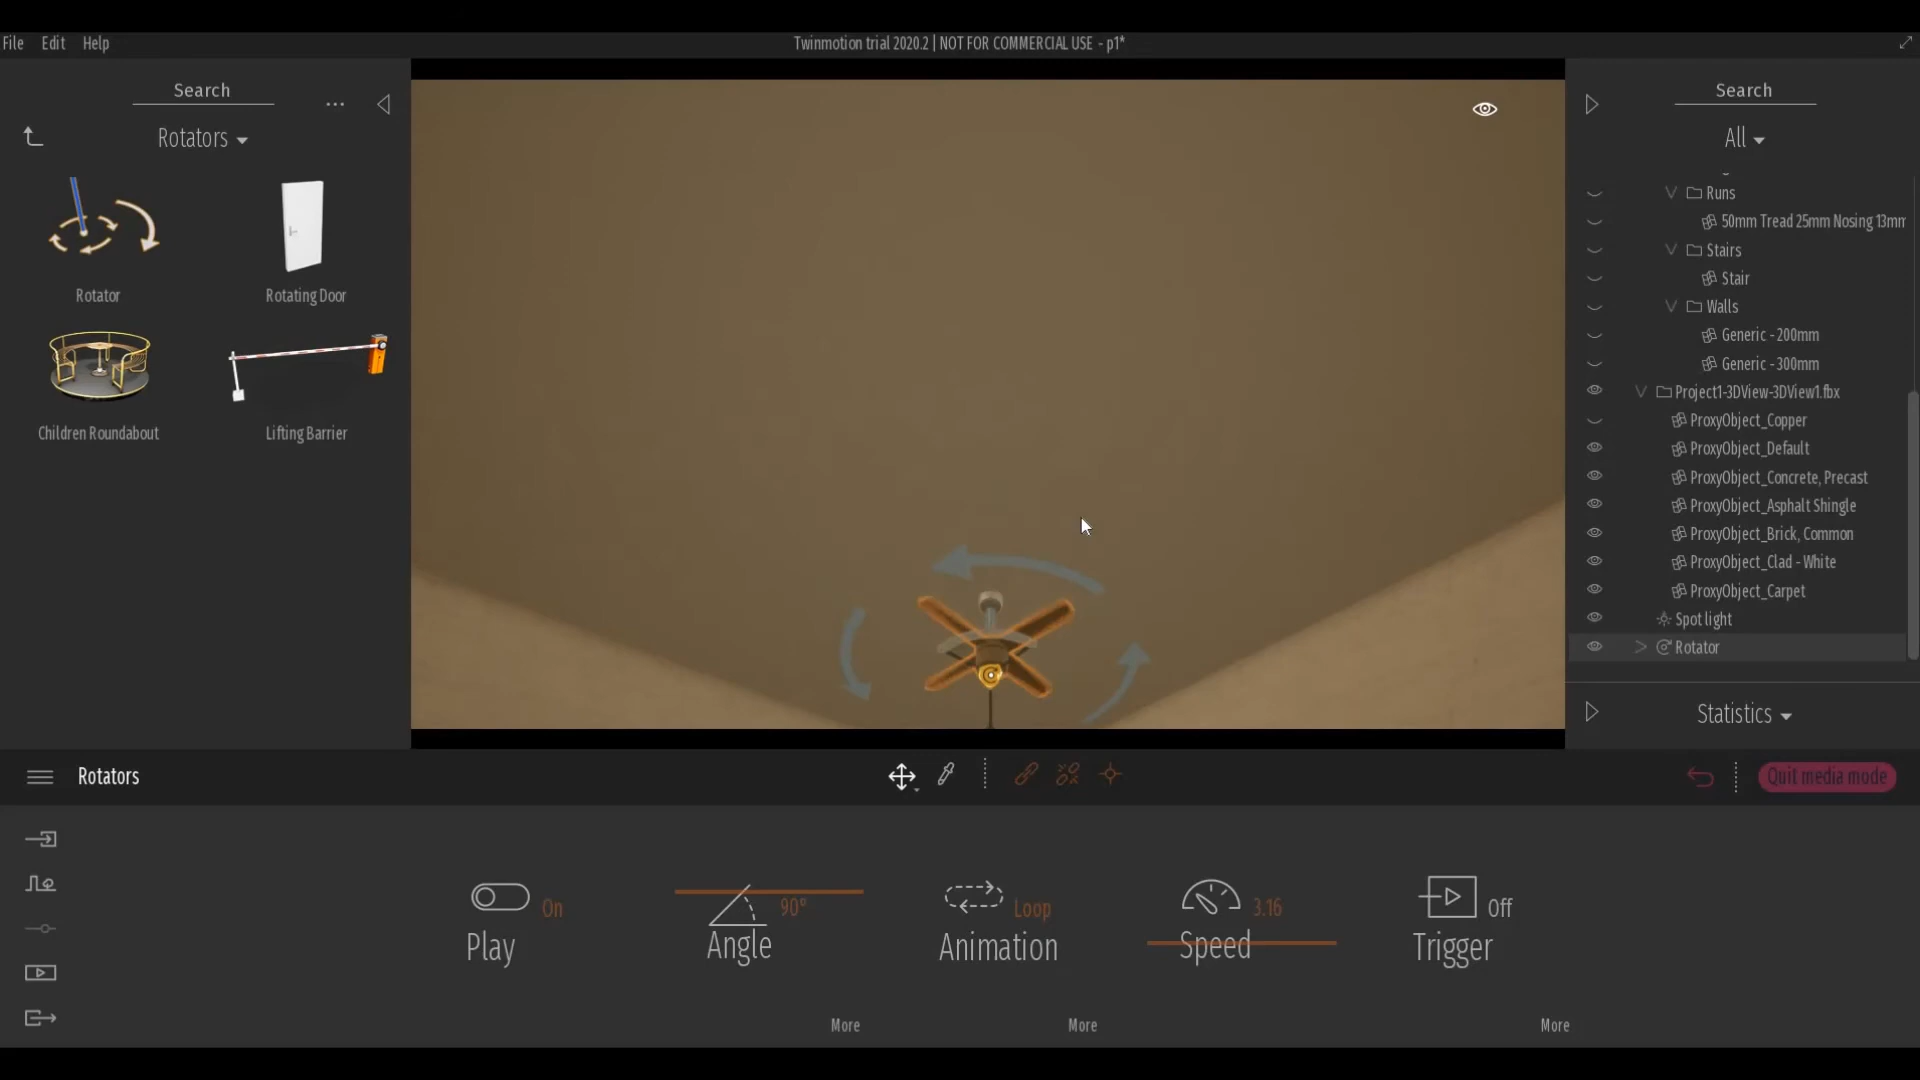 File Edit Help
Twinmotion trial 2020.2 | NOT FOR COMMERCIAL USE - p1*
Search
...
Rotators
Rotator
Rotating Door
Children Roundabout
Lifting Barrier
Search
All
Runs
50mm Tread 25mm Nosing 13mm
Stairs
Stair
Walls
Generic - 200mm
Generic - 300mm
Project1-3DView-3DView1.fbx
ProxyObject_Copper
ProxyObject_Default
ProxyObject_Concrete, Precast
ProxyObject_Asphalt Shingle
ProxyObject_Brick, Common
ProxyObject_Clad - White
ProxyObject_Carpet
Spot light
Rotator
Statistics
Rotators
Quit media mode
On
Play
90°
Angle
Loop
Animation
3.16
Speed
Off
Trigger
More
More
More